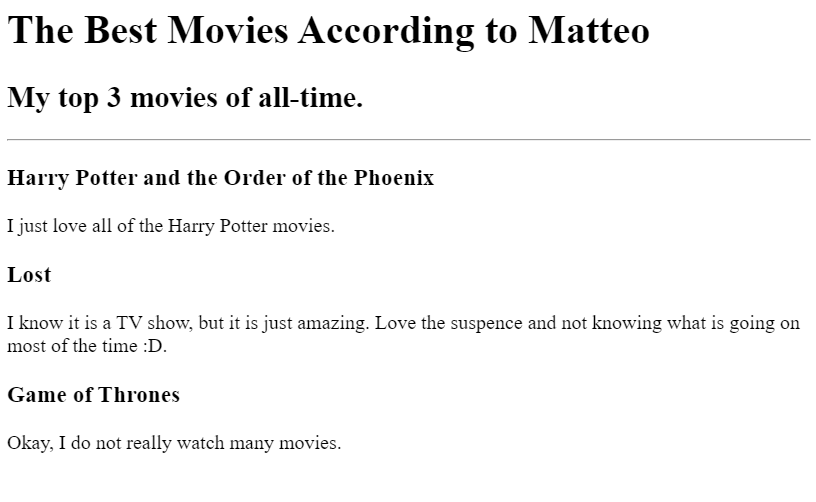 The Best Movies According to Matteo
My top 3 movies of all-time.
Harry Potter and the Order of the Phoenix
I just love all of the Harry Potter movies.
Lost
I know it is a TV show, but it is just amazing. Love the suspence and not knowing what is going on
most of the time :D.
Game of Thrones
Okay, I do not really watch many movies.